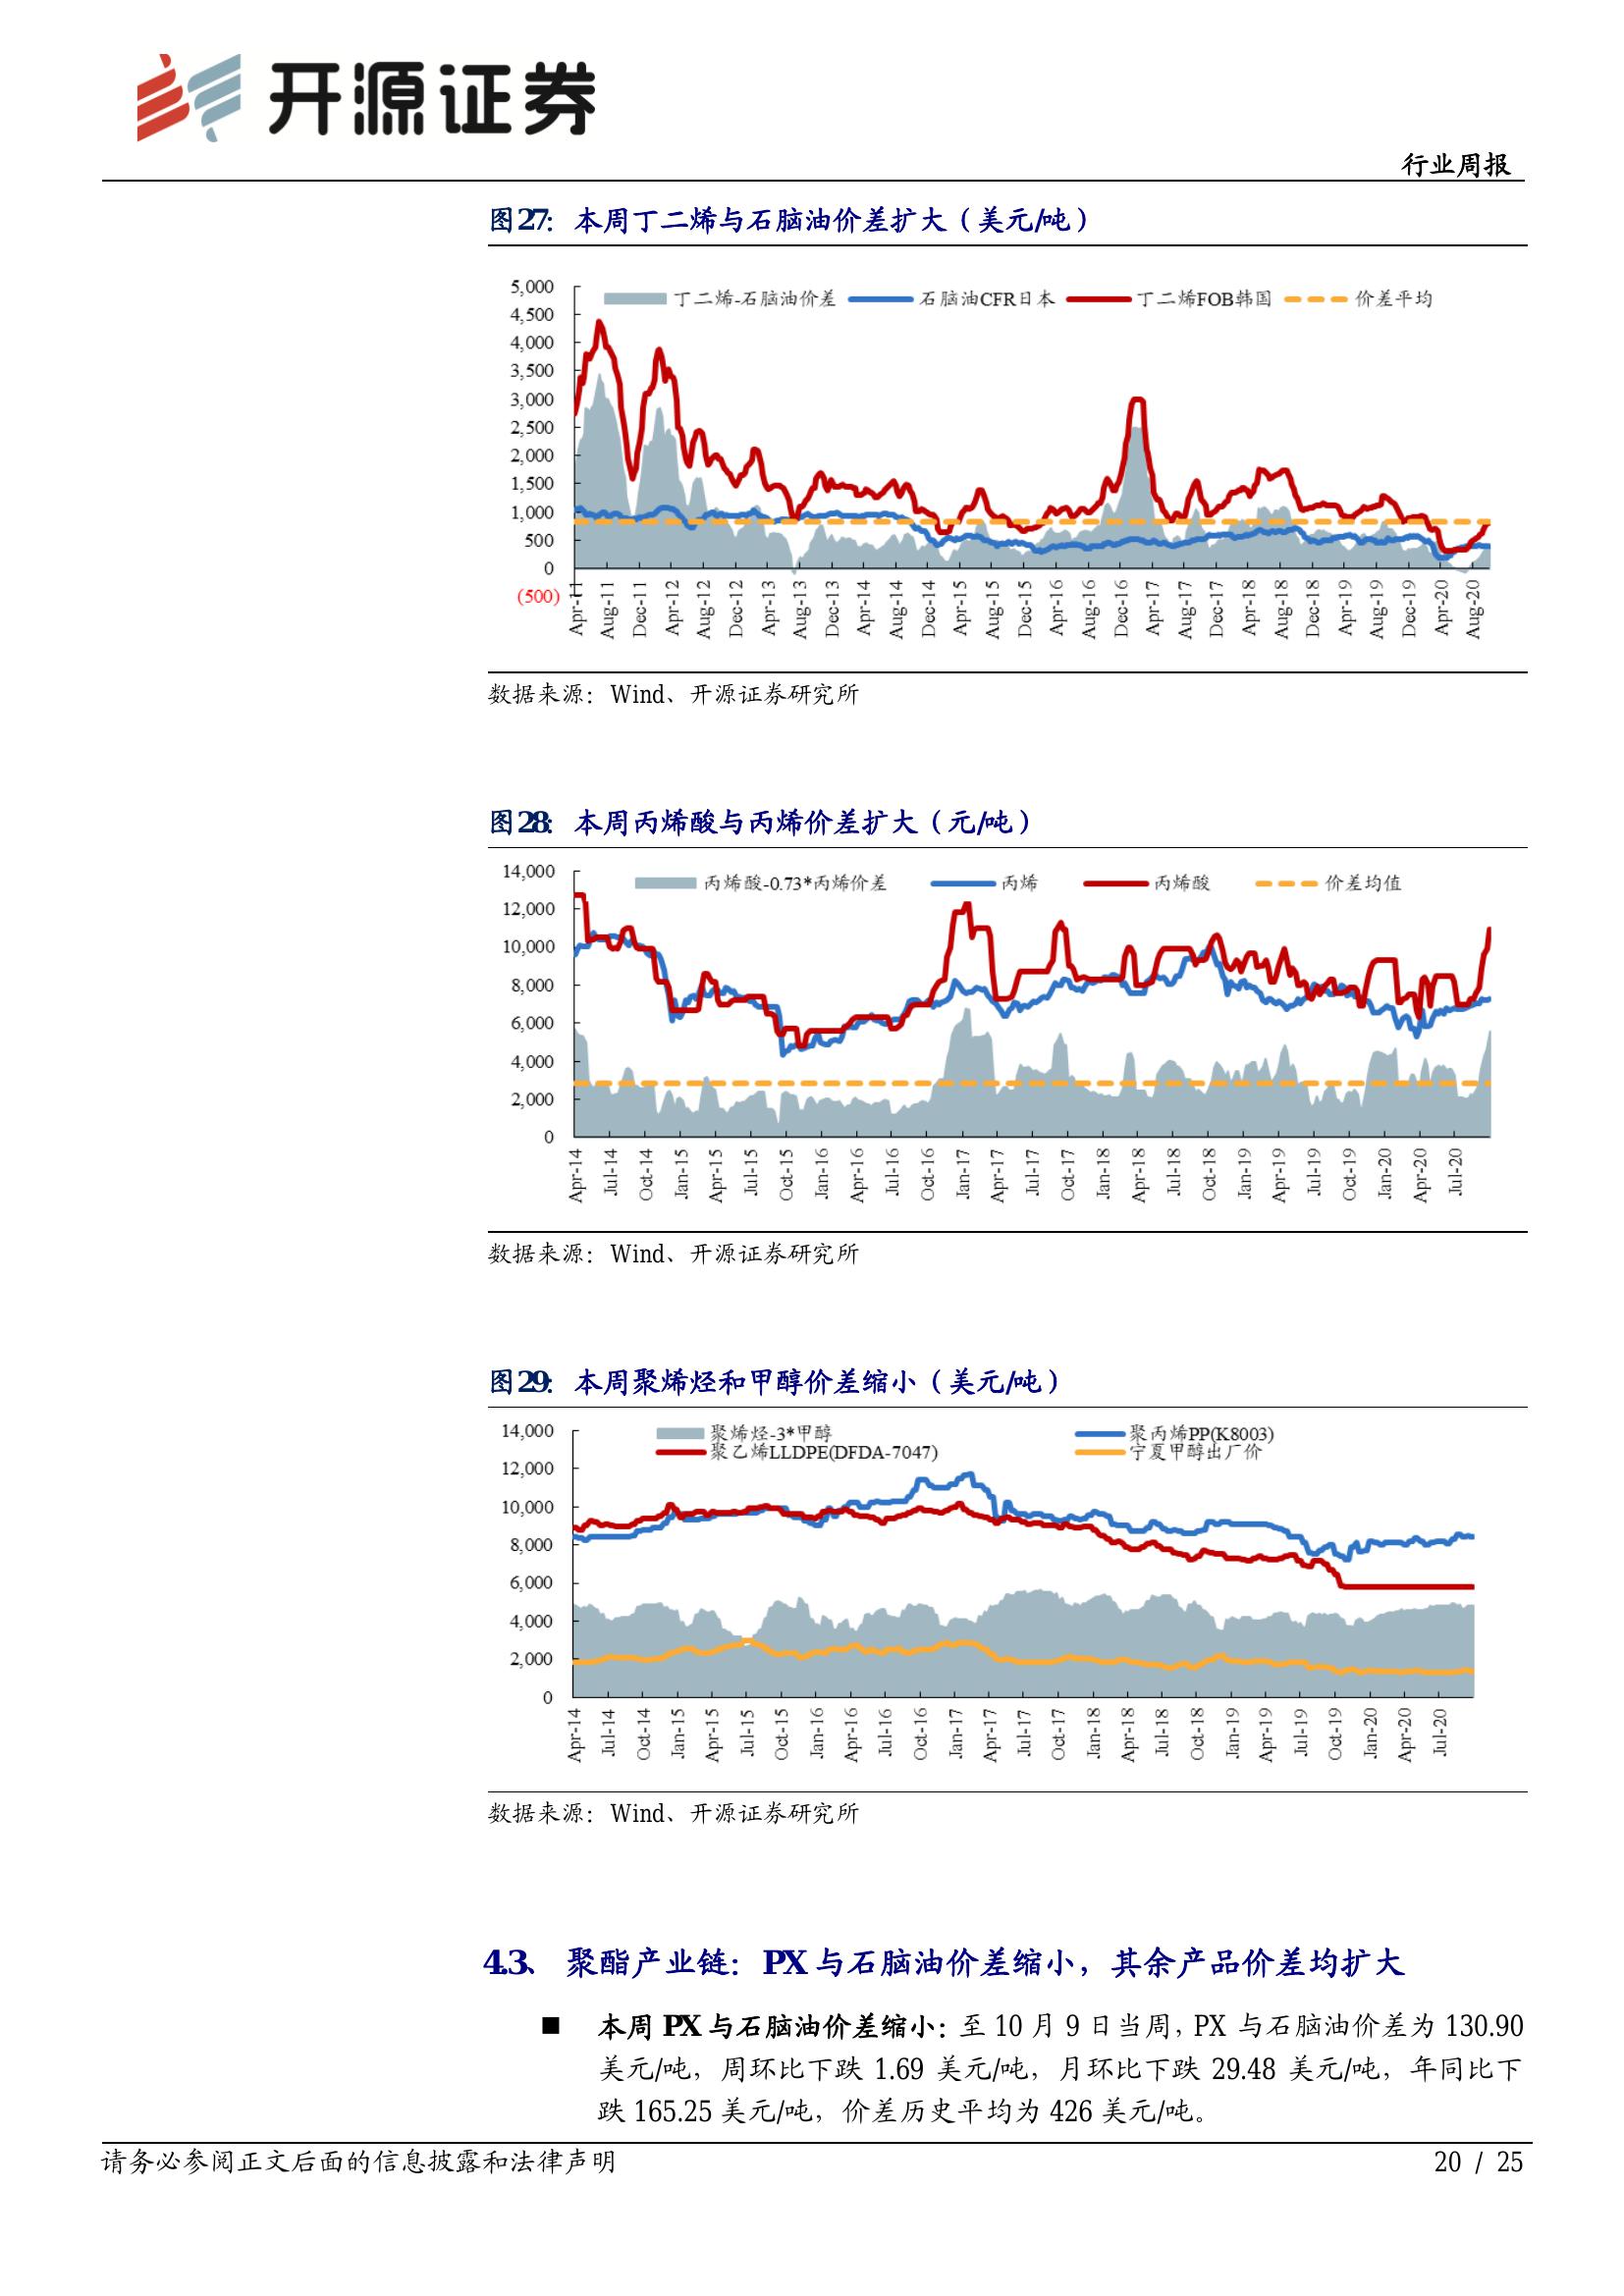 开源证券
行业周报
图27：本周丁二烯与石脑油价差扩大（美元/吨）
丁二烯-石脑油价差 石脑油CFR日本 丁二烯FOB韩国 价差平均
5,000
4,500
4,000
3,500
3,000
2,500
2,000
1,500
1,000
500
0
(500)
Apr-11 Aug-11 Dec-11 Apr-12 Aug-12 Dec-12 Apr-13 Aug-13 Dec-13 Apr-14 Aug-14 Dec-14 Apr-15 Aug-15 Dec-15 Apr-16 Aug-16 Dec-16 Apr-17 Aug-17 Dec-17 Apr-18 Aug-18 Dec-18 Apr-19 Aug-19 Dec-19 Apr-20 Aug-20
数据来源：Wind、开源证券研究所
图28：本周丙烯酸与丙烯价差扩大（元/吨）
丙烯酸-0.73*丙烯价差 丙烯 丙烯酸 价差均值
14,000
12,000
10,000
8,000
6,000
4,000
2,000
0
Apr-14 Jul-14 Oct-14 Jan-15 Apr-15 Jul-15 Oct-15 Jan-16 Apr-16 Jul-16 Oct-16 Jan-17 Apr-17 Jul-17 Oct-17 Jan-18 Apr-18 Jul-18 Oct-18 Jan-19 Apr-19 Jul-19 Oct-19 Jan-20 Apr-20 Jul-20
数据来源：Wind、开源证券研究所
图29：本周聚烯烃和甲醇价差缩小（美元/吨）
聚烯烃-3*甲醇 聚丙烯PP(K8003)
聚乙烯LLDPE(DFDA-7047) 宁夏甲醇出厂价
14,000
12,000
10,000
8,000
6,000
4,000
2,000
0
Apr-14 Jul-14 Oct-14 Jan-15 Apr-15 Jul-15 Oct-15 Jan-16 Apr-16 Jul-16 Oct-16 Jan-17 Apr-17 Jul-17 Oct-17 Jan-18 Apr-18 Jul-18 Oct-18 Jan-19 Apr-19 Jul-19 Oct-19 Jan-20 Apr-20 Jul-20
数据来源：Wind、开源证券研究所
4.3、 聚酯产业链：PX与石脑油价差缩小，其余产品价差均扩大
■ 本周PX与石脑油价差缩小：至10月9日当周，PX 与石脑油价差为130.90
美元/吨，周环比下跌 1.69 美元/吨，月环比下跌 29.48 美元/吨，年同比下
跌165.25美元/吨，价差历史平均为426美元/吨。
请务必参阅正文后面的信息披露和法律声明
20 / 25